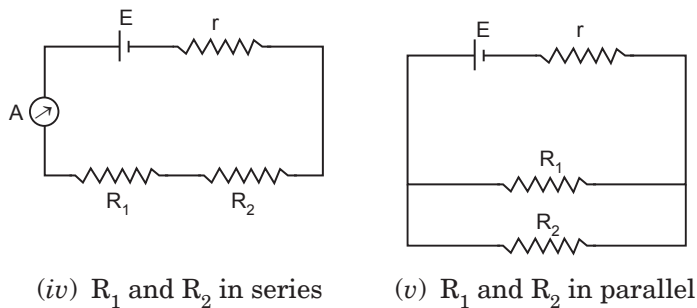 E r
A
R₁ R₂
(iv) R₁ and R₂ in series
E r
R₁
R₂
(v) R₁ and R₂ in parallel